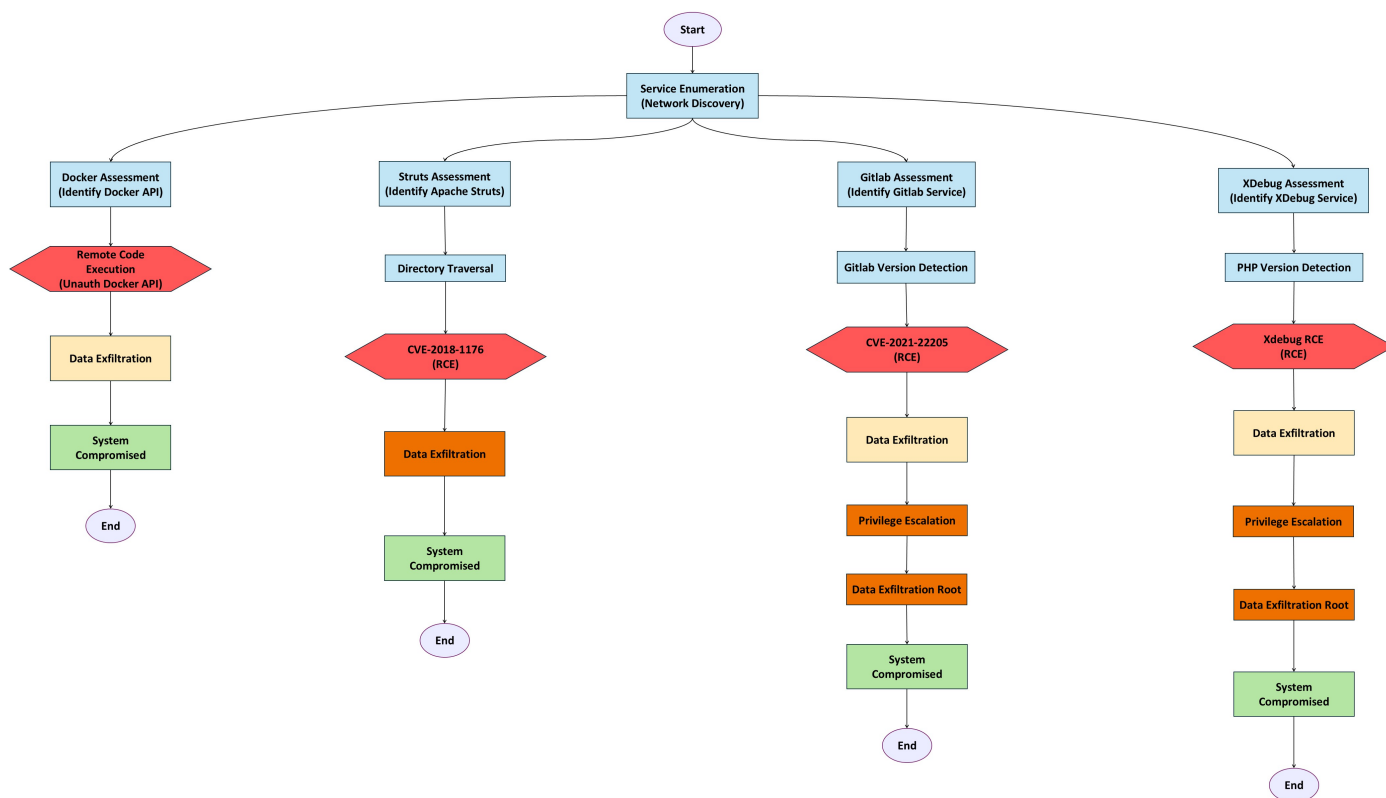 Start
Service Enumeration
(Network Discovery)
Docker Assessment
(Identify Docker API)
Remote Code
Execution
(Unauth Docker API)
Data Exfiltration
System
Compromised
End
Struts Assessment
(Identify Apache Struts)
Directory Traversal
CVE-2018-1176
(RCE)
Data Exfiltration
System
Compromised
End
Gitlab Assessment
(Identify Gitlab Service)
Gitlab Version Detection
CVE-2021-22205
(RCE)
Data Exfiltration
Privilege Escalation
Data Exfiltration Root
System
Compromised
End
XDebug Assessment
(Identify XDebug Service)
PHP Version Detection
Xdebug RCE
(RCE)
Data Exfiltration
Privilege Escalation
Data Exfiltration Root
System
Compromised
End